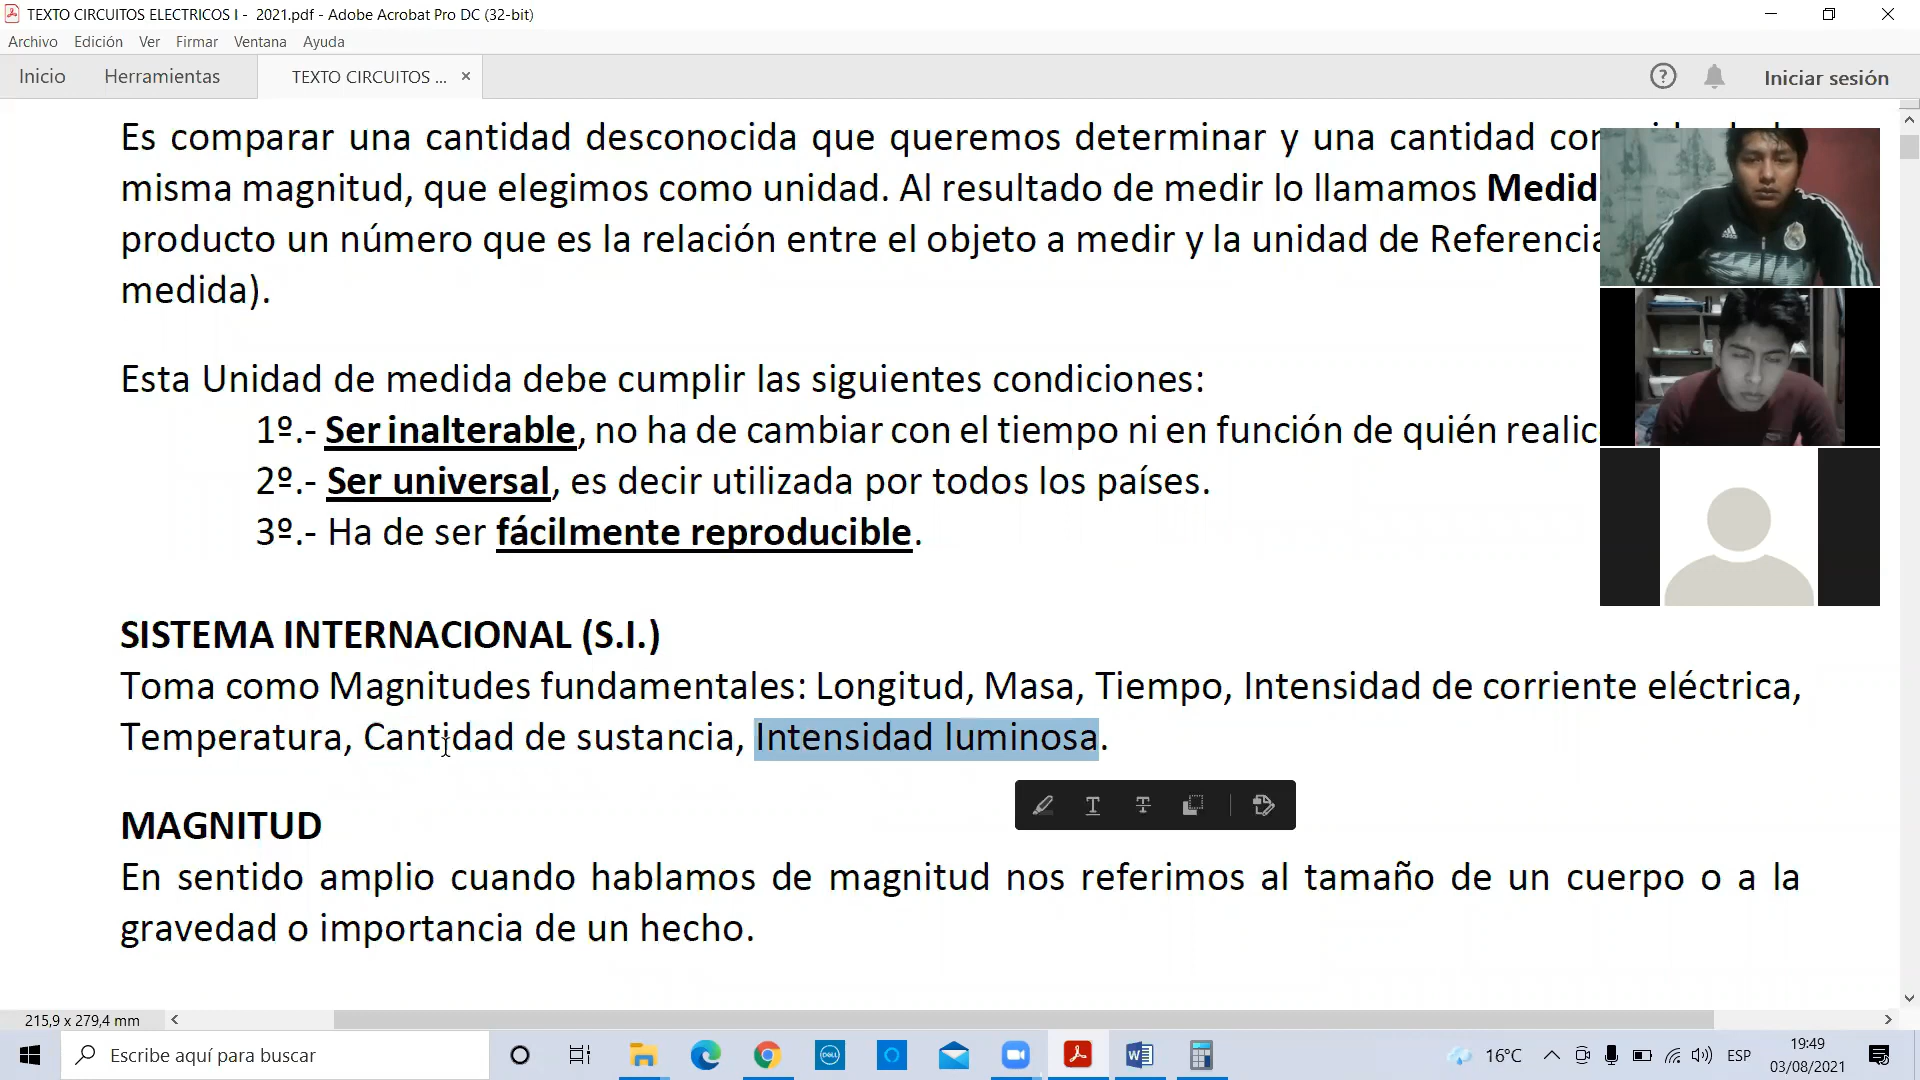 TEXTO CIRCUITOS ELECTRICOS I - 2021.pdf - Adobe Acrobat Pro DC (32-bit)
Archivo Edición Ver Firmar Ventana Ayuda
Inicio Herramientas TEXTO CIRCUITOS ... × ? Iniciar sesión
Es comparar una cantidad desconocida que queremos determinar y una cantidad
misma magnitud, que elegimos como unidad. Al resultado de medir lo llamamos Medid
producto un número que es la relación entre el objeto a medir y la unidad de Referencia
medida).
Esta Unidad de medida debe cumplir las siguientes condiciones:
1º.- Ser inalterable, no ha de cambiar con el tiempo ni en función de quién realic
2º.- Ser universal, es decir utilizada por todos los países.
3º.- Ha de ser fácilmente reproducible.
SISTEMA INTERNACIONAL (S.I.)
Toma como Magnitudes fundamentales: Longitud, Masa, Tiempo, Intensidad de corriente eléctrica,
Temperatura, Cantidad de sustancia, Intensidad luminosa.
MAGNITUD
En sentido amplio cuando hablamos de magnitud nos referimos al tamaño de un cuerpo o a la
gravedad o importancia de un hecho.
215,9 x 279,4 mm
Escribe aquí para buscar
16°C ESP
19:49
03/08/2021